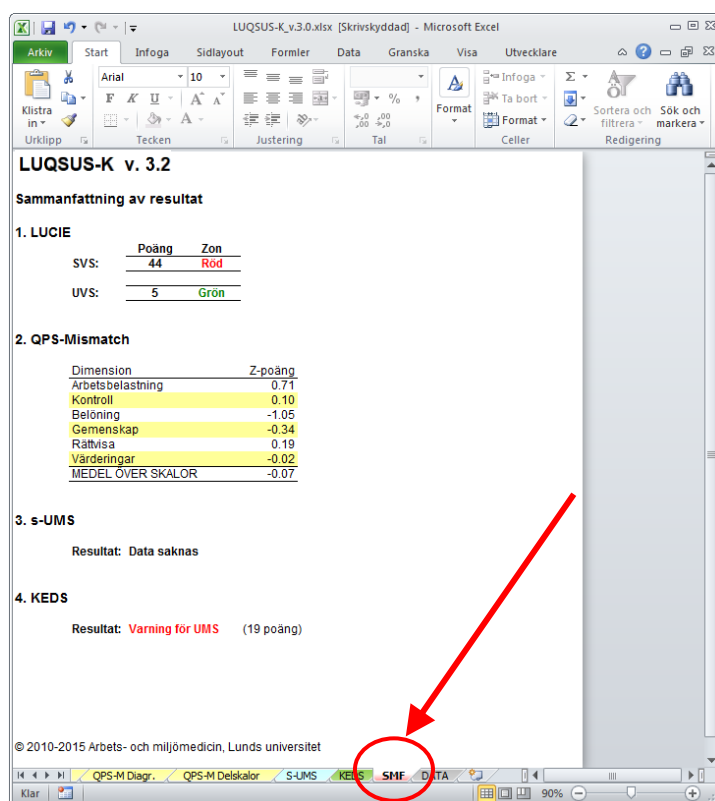 LUQSUS-K_v.3.0.xlsx [Skrivskyddad] - Microsoft Excel
Arkiv Start Infoga Sidlayout Formler Data Granska Visa Utvecklare
Klistra in
Urklipp
Arial 10
F K U
A A
Tecken
Justering
% ,
Tal
Format
Infoga
Ta bort
Format
Celler
Σ
Sortera och filtrera
Sök och markera
Redigering
LUQSUS-K v. 3.2
Sammanfattning av resultat
1. LUCIE
Poäng Zon
SVS: 44 Röd
UVS: 5 Grön
2. QPS-Mismatch
Dimension Z-poäng
Arbetsbelastning 0.71
Kontroll 0.10
Belöning -1.05
Gemenskap -0.34
Rättvisa 0.19
Värderingar -0.02
MEDEL ÖVER SKALOR -0.07
3. s-UMS
Resultat: Data saknas
4. KEDS
Resultat: Varning för UMS (19 poäng)
© 2010-2015 Arbets- och miljömedicin, Lunds universitet
QPS-M Diagr. QPS-M Delskalor S-UMS KEDS SMF DATA
Klar 90%